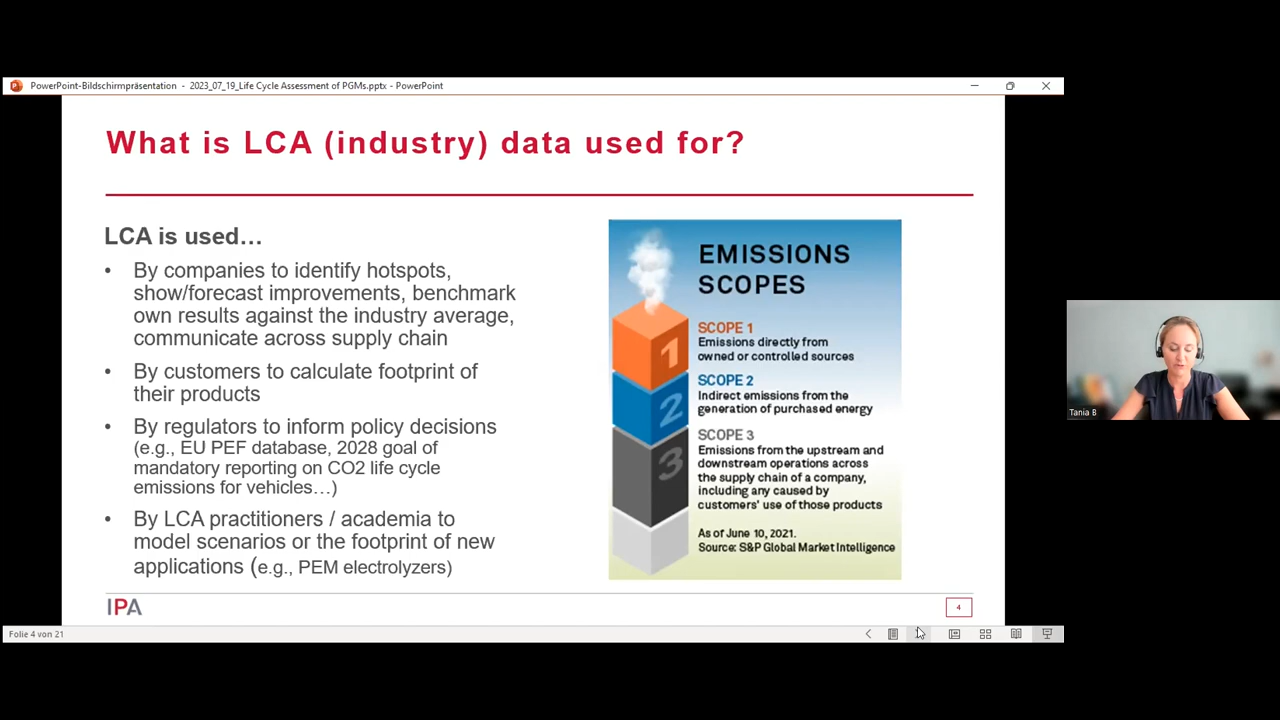 PowerPoint-Bildschirmpräsentation - 2023_07_19_Life Cycle Assessment of PGMs.pptx - PowerPoint
What is LCA (industry) data used for?
LCA is used…
• By companies to identify hotspots,
show/forecast improvements, benchmark
own results against the industry average,
communicate across supply chain
• By customers to calculate footprint of
their products
• By regulators to inform policy decisions
(e.g., EU PEF database, 2028 goal of
mandatory reporting on CO2 life cycle
emissions for vehicles…)
• By LCA practitioners / academia to
model scenarios or the footprint of new
applications (e.g., PEM electrolyzers)
EMISSIONS
SCOPES
1
SCOPE 1
Emissions directly from
owned or controlled sources
2
SCOPE 2
Indirect emissions from the
generation of purchased energy
3
SCOPE 3
Emissions from the upstream and
downstream operations across
the supply chain of a company,
including any caused by
customers' use of those products
As of June 10, 2021.
Source: S&P Global Market Intelligence
Tania B
IPA
4
Folie 4 von 21